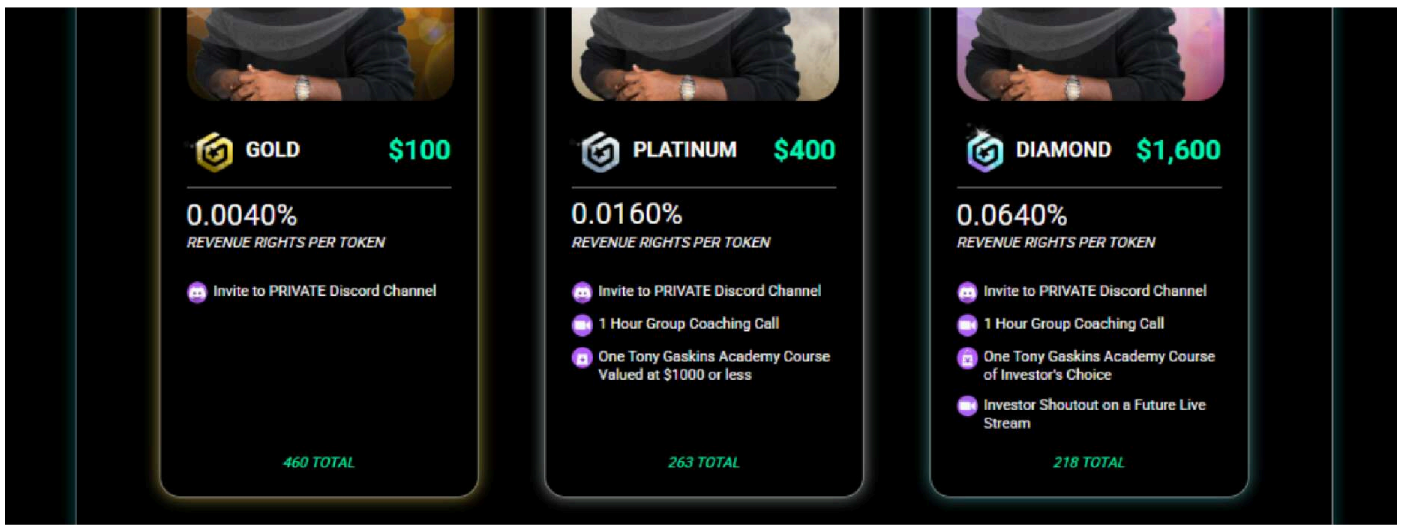 GOLD $100
0.0040%
REVENUE RIGHTS PER TOKEN
Invite to PRIVATE Discord Channel
460 TOTAL
PLATINUM $400
0.0160%
REVENUE RIGHTS PER TOKEN
Invite to PRIVATE Discord Channel
1 Hour Group Coaching Call
One Tony Gaskins Academy Course
Valued at $1000 or less
263 TOTAL
DIAMOND $1,600
0.0640%
REVENUE RIGHTS PER TOKEN
Invite to PRIVATE Discord Channel
1 Hour Group Coaching Call
One Tony Gaskins Academy Course
of Investor's Choice
Investor Shoutout on a Future Live
Stream
218 TOTAL